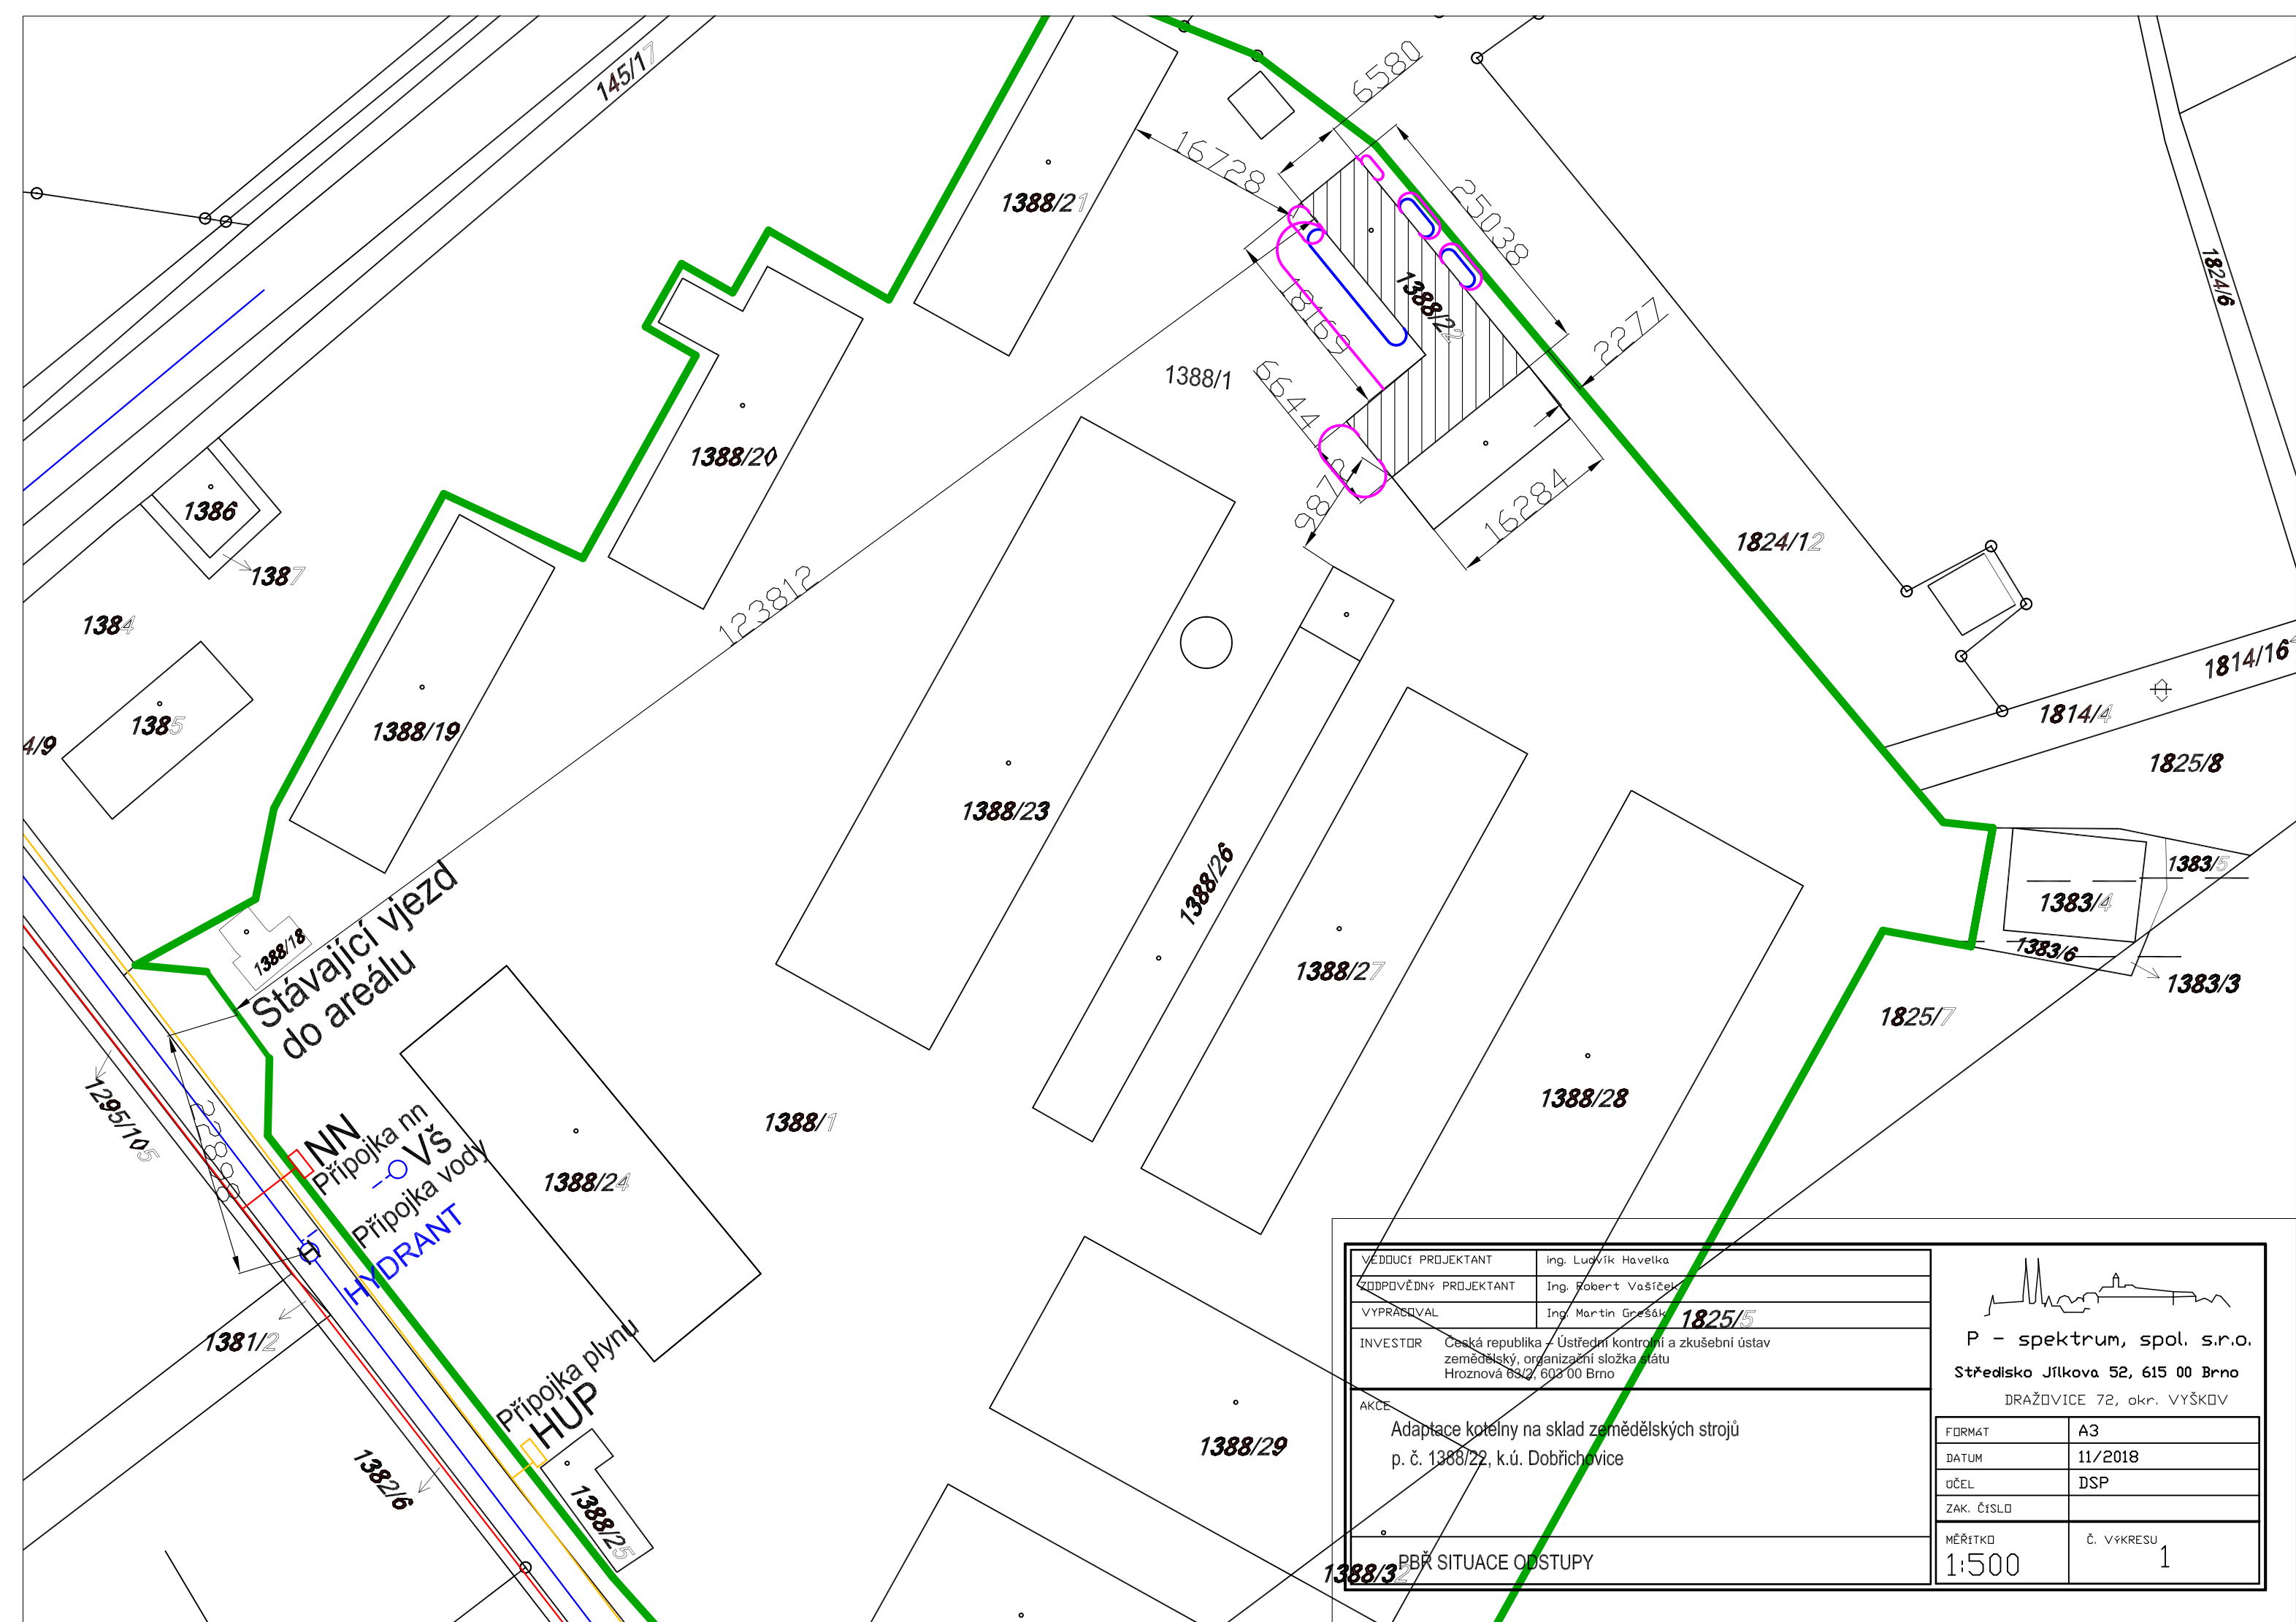 145/17
6580
16728
1388/21
25038
1388/22
18169
2277
1824/6
1388/1
6644
1388/20
9872
16284
1386
1387
1824/12
1384
123812
1385
1388/19
4/9
1814/16
1814/4
1825/8
1388/23
1388/26
1383/5
1383/4
1383/6
1383/3
1388/18
Stávající vjezd
do areálu
1388/27
1825/7
1388/28
1295/105
1388/1
NN
Přípojka nn
VŠ
Přípojka vody
HYDRANT
1388/24
1381/2
Přípojka plynu
HUP
1382/6
1388/25
1388/29
1388/32
1825/5
VEDOUCÍ PROJEKTANT ing. Ludvík Havelka
ZODPOVĚDNÝ PROJEKTANT Ing. Robert Vašíček
VYPRACOVAL Ing. Martin Grešák
INVESTOR Česká republika – Ústřední kontrolní a zkušební ústav
zemědělský, organizační složka státu
Hroznová 63/2, 603 00 Brno
AKCE
Adaptace kotelny na sklad zemědělských strojů
p. č. 1388/22, k.ú. Dobřichovice
PBŘ SITUACE ODSTUPY
P - spektrum, spol. s.r.o.
Středisko Jílkova 52, 615 00 Brno
DRAŽOVICE 72, okr. VYŠKOV
FORMÁT A3
DATUM 11/2018
ÚČEL DSP
ZAK. ČÍSLO
MĚŘÍTKO
1:500
Č. VÝKRESU
1